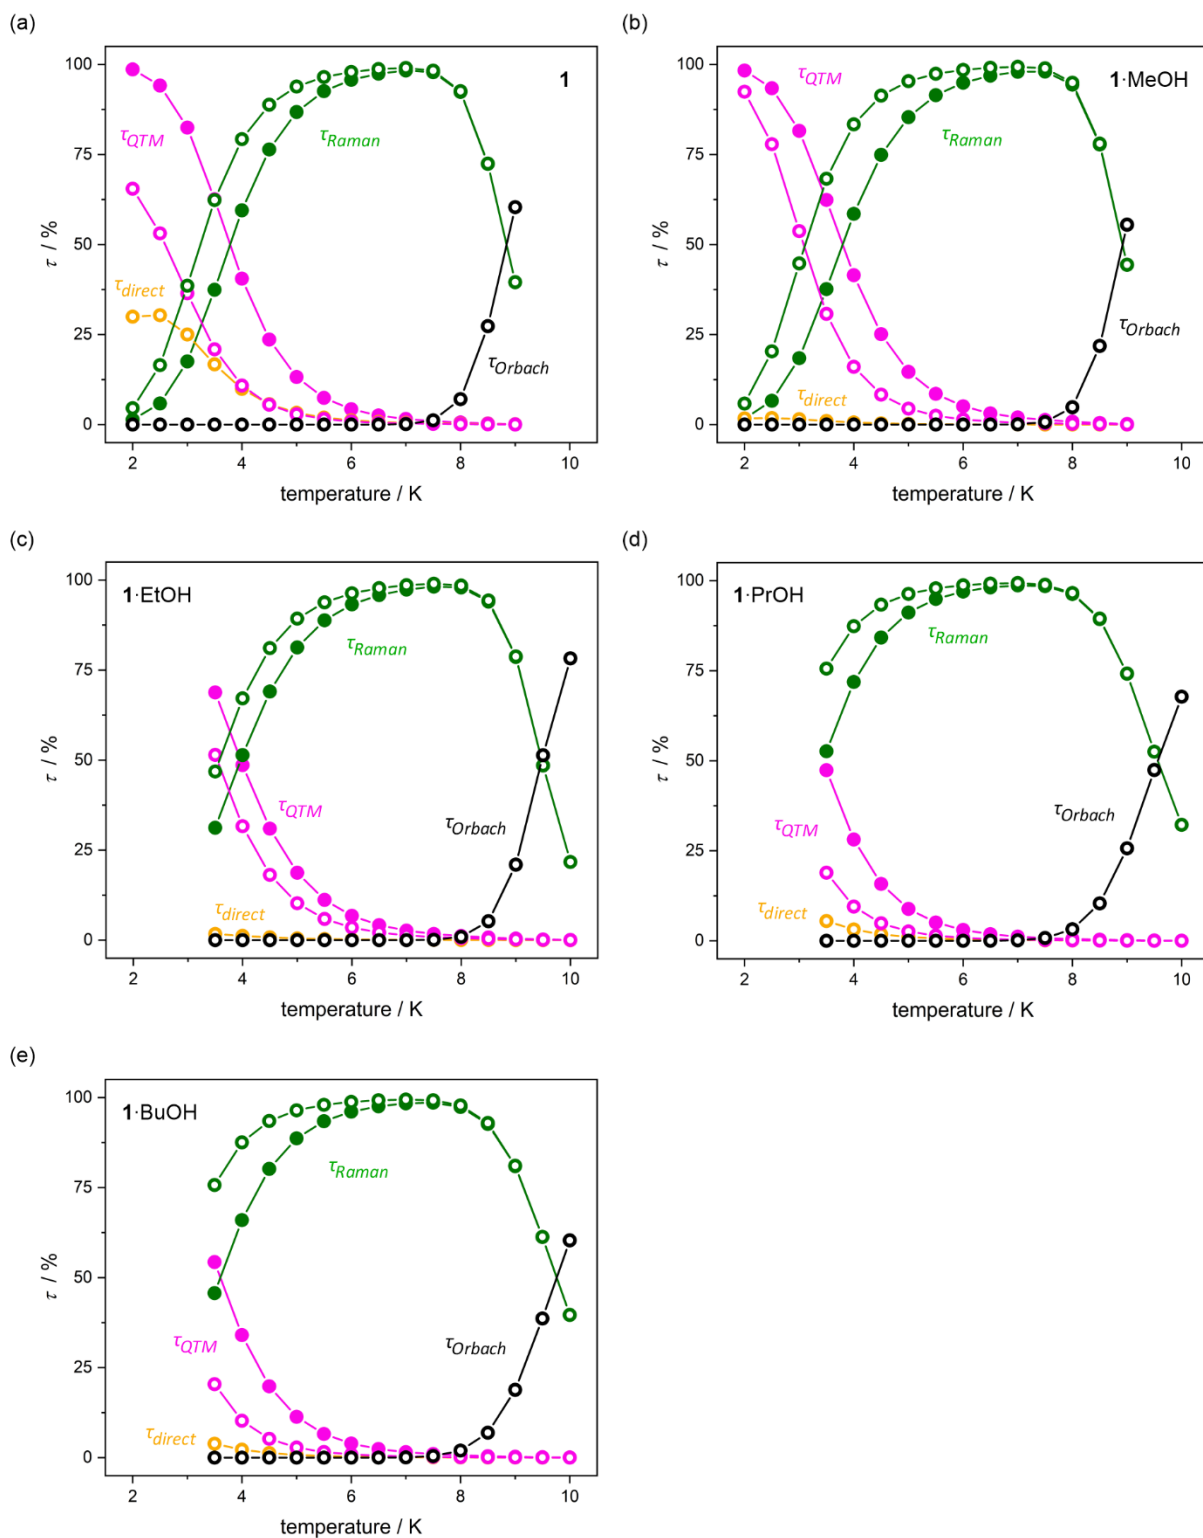 (a)
100
75
50
25
0
τ / %
1
τQTM
τRaman
τdirect
τOrbach
2 4 6 8 10
temperature / K
(b)
100
75
50
25
0
τ / %
1·MeOH
τQTM
τRaman
τdirect
τOrbach
2 4 6 8 10
temperature / K
(c)
100
75
50
25
0
τ / %
1·EtOH
τRaman
τQTM
τOrbach
τdirect
2 4 6 8 10
temperature / K
(d)
100
75
50
25
0
τ / %
1·PrOH
τRaman
τQTM
τOrbach
τdirect
2 4 6 8 10
temperature / K
(e)
100
75
50
25
0
τ / %
1·BuOH
τRaman
τQTM
τOrbach
τdirect
2 4 6 8 10
temperature / K